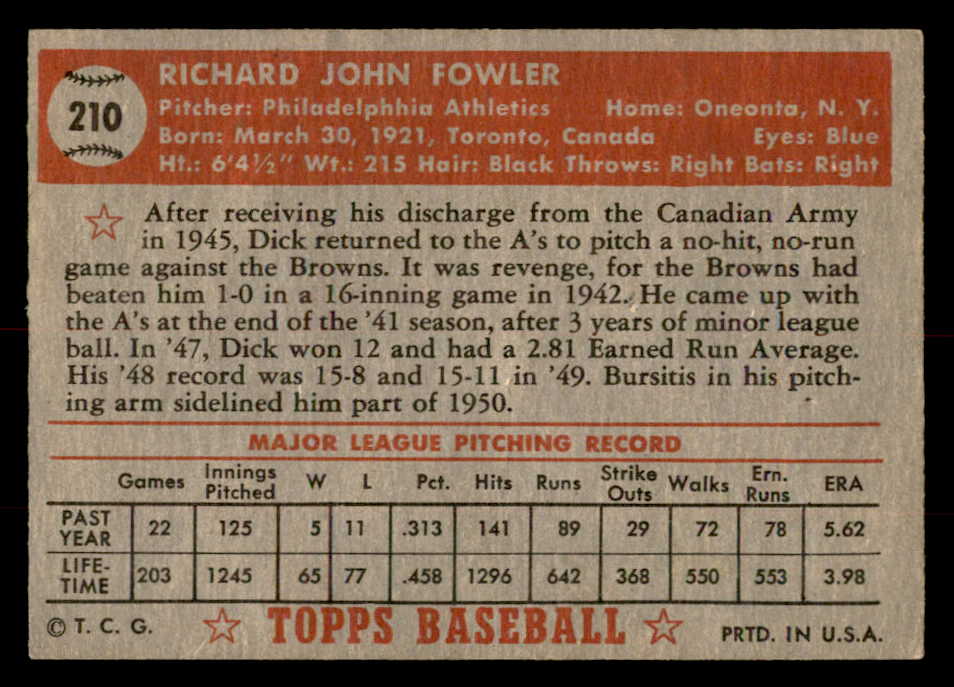 210
RICHARD JOHN FOWLER
Pitcher: Philadelphhia Athletics Home: Oneonta, N. Y.
Born: March 30, 1921, Toronto, Canada Eyes: Blue
Ht.: 6'4½" Wt.: 215 Hair: Black Throws: Right Bats: Right
After receiving his discharge from the Canadian Army
in 1945, Dick returned to the A's to pitch a no-hit, no-run
game against the Browns. It was revenge, for the Browns had
beaten him 1-0 in a 16-inning game in 1942. He came up with
the A's at the end of the '41 season, after 3 years of minor league
ball. In '47, Dick won 12 and had a 2.81 Earned Run Average.
His '48 record was 15-8 and 15-11 in '49. Bursitis in his pitch-
ing arm sidelined him part of 1950.
MAJOR LEAGUE PITCHING RECORD
Games Innings Pitched W L Pct. Hits Runs Strike Outs Walks Ern. Runs ERA
PAST YEAR 22 125 5 11 .313 141 89 29 72 78 5.62
LIFE-TIME 203 1245 65 77 .458 1296 642 368 550 553 3.98
© T. C. G. TOPPS BASEBALL PRTD. IN U.S.A.